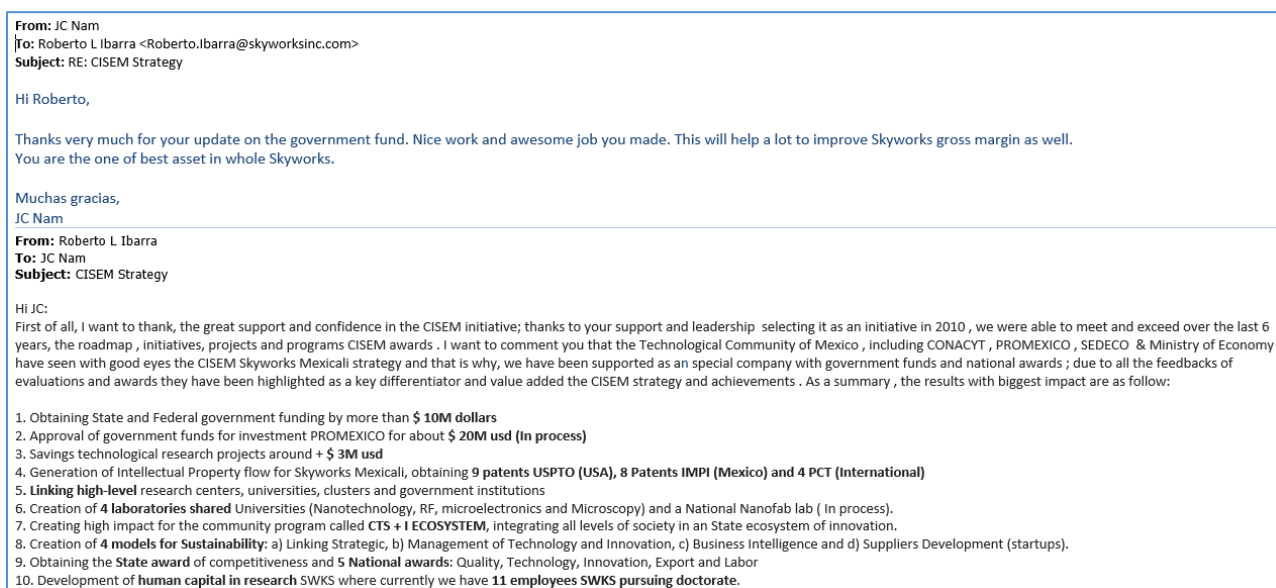 From: JC Nam
To: Roberto L Ibarra <Roberto.Ibarra@skyworksinc.com>
Subject: RE: CISEM Strategy
Hi Roberto,
Thanks very much for your update on the government fund. Nice work and awesome job you made. This will help a lot to improve Skyworks gross margin as well.
You are the one of best asset in whole Skyworks.
Muchas gracias,
JC Nam
From: Roberto L Ibarra
To: JC Nam
Subject: CISEM Strategy
Hi JC:
First of all, I want to thank, the great support and confidence in the CISEM initiative; thanks to your support and leadership  selecting it as an initiative in 2010 , we were able to meet and exceed over the last 6
years, the roadmap , initiatives, projects and programs CISEM awards . I want to comment you that the Technological Community of Mexico , including CONACYT , PROMEXICO , SEDECO  & Ministry of Economy
have seen with good eyes the CISEM Skyworks Mexicali strategy and that is why, we have been supported as an special company with government funds and national awards ; due to all the feedbacks of
evaluations and awards they have been highlighted as a key differentiator and value added the CISEM strategy and achievements . As a summary , the results with biggest impact are as follow:
1. Obtaining State and Federal government funding by more than $ 10M dollars
2. Approval of government funds for investment PROMEXICO for about $ 20M usd (In process)
3. Savings technological research projects around + $ 3M usd
4. Generation of Intellectual Property flow for Skyworks Mexicali, obtaining 9 patents USPTO (USA), 8 Patents IMPI (Mexico) and 4 PCT (International)
5. Linking high-level research centers, universities, clusters and government institutions
6. Creation of 4 laboratories shared Universities (Nanotechnology, RF, microelectronics and Microscopy) and a National Nanofab lab ( In process).
7. Creating high impact for the community program called CTS + I ECOSYSTEM, integrating all levels of society in an State ecosystem of innovation.
8. Creation of 4 models for Sustainability: a) Linking Strategic, b) Management of Technology and Innovation, c) Business Intelligence and d) Suppliers Development (startups).
9. Obtaining the State award of competitiveness and 5 National awards: Quality, Technology, Innovation, Export and Labor
10. Development of human capital in research SWKS where currently we have 11 employees SWKS pursuing doctorate.